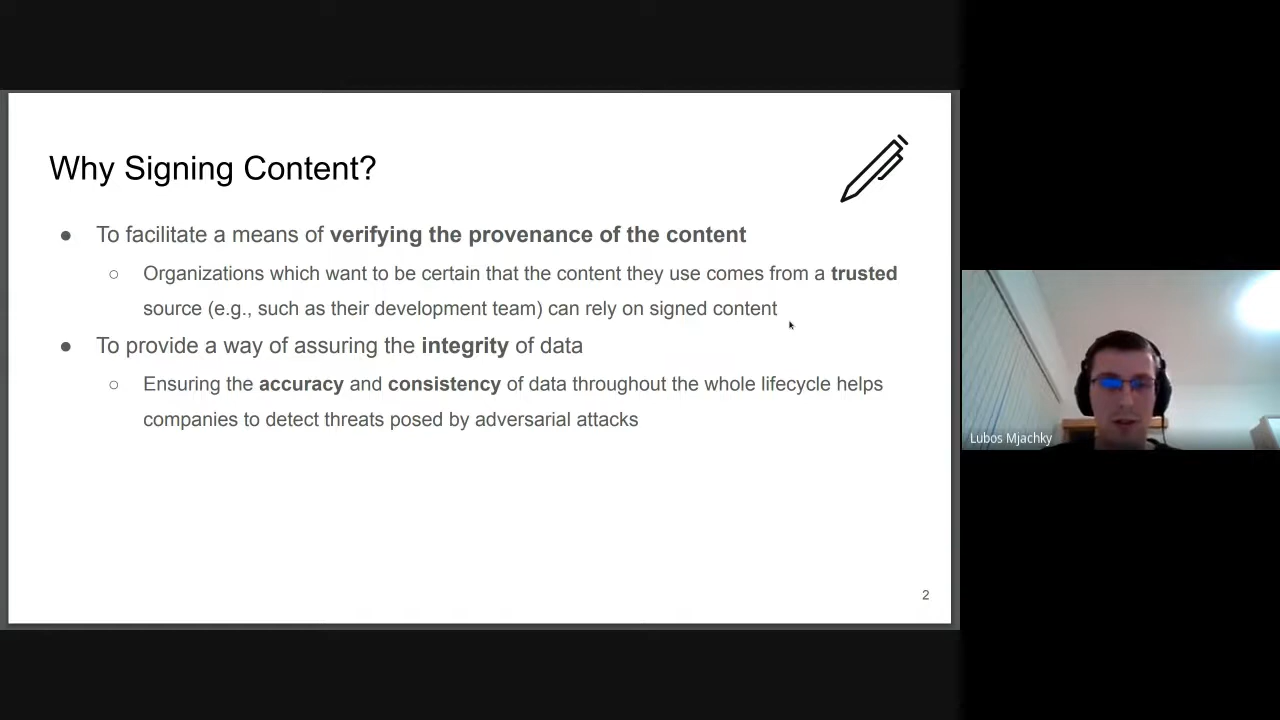 Why Signing Content?
● To facilitate a means of verifying the provenance of the content
○ Organizations which want to be certain that the content they use comes from a trusted
source (e.g., such as their development team) can rely on signed content
● To provide a way of assuring the integrity of data
○ Ensuring the accuracy and consistency of data throughout the whole lifecycle helps
companies to detect threats posed by adversarial attacks
2
Lubos Mjachky